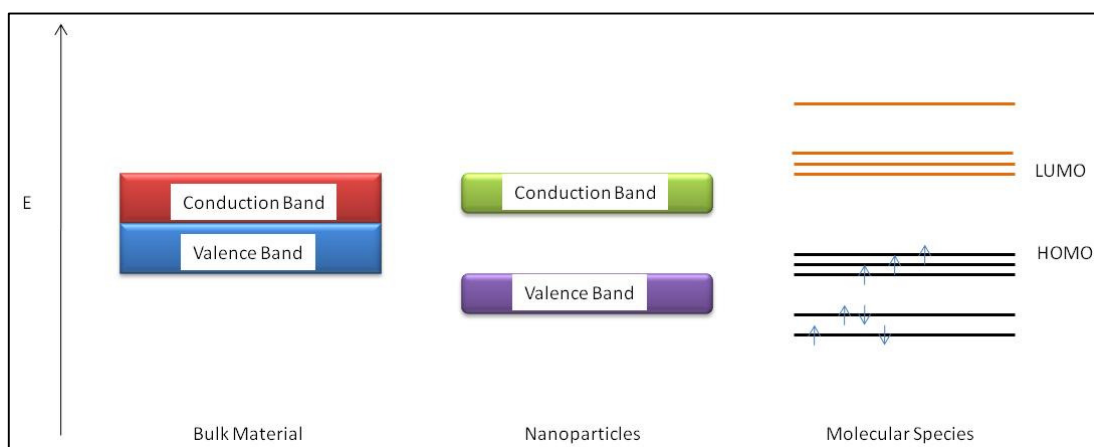 E
Conduction Band
Valence Band
Bulk Material
Conduction Band
Valence Band
Nanoparticles
LUMO
HOMO
Molecular Species